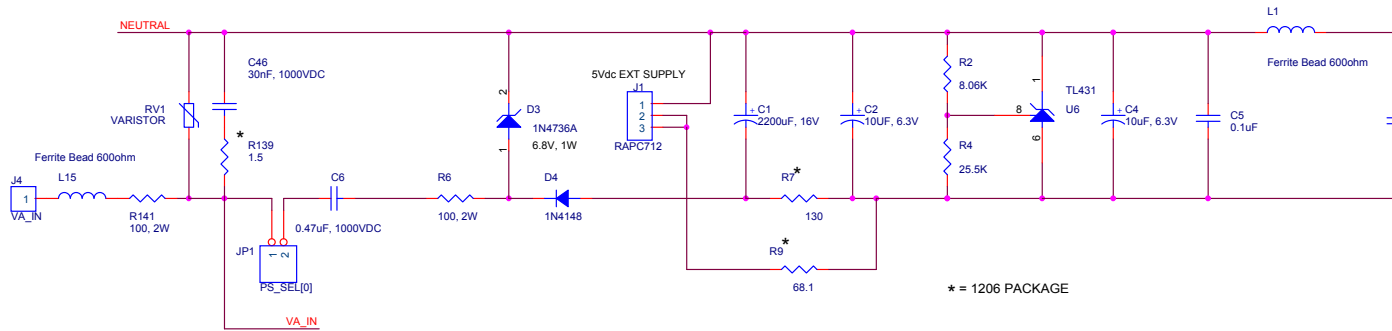 NEUTRAL
L1
Ferrite Bead 600ohm
C46
30nF, 1000VDC
RV1
VARISTOR
*
R139
1.5
2
D3
1N4736A
6.8V, 1W
1
5Vdc EXT SUPPLY
J1
1
2
3
RAPC712
+
C1
2200uF, 16V
+
C2
10UF, 6.3V
R2
8.06K
1
TL431
U6
8
6
R4
25.5K
+
C4
10uF, 6.3V
C5
0.1uF
Ferrite Bead 600ohm
J4
L15
1
VA_IN
R141
100, 2W
C6
0.47uF, 1000VDC
R6
100, 2W
D4
1N4148
R7
*
130
JP1
1
2
PS_SEL[0]
R9
*
68.1
* = 1206 PACKAGE
VA_IN